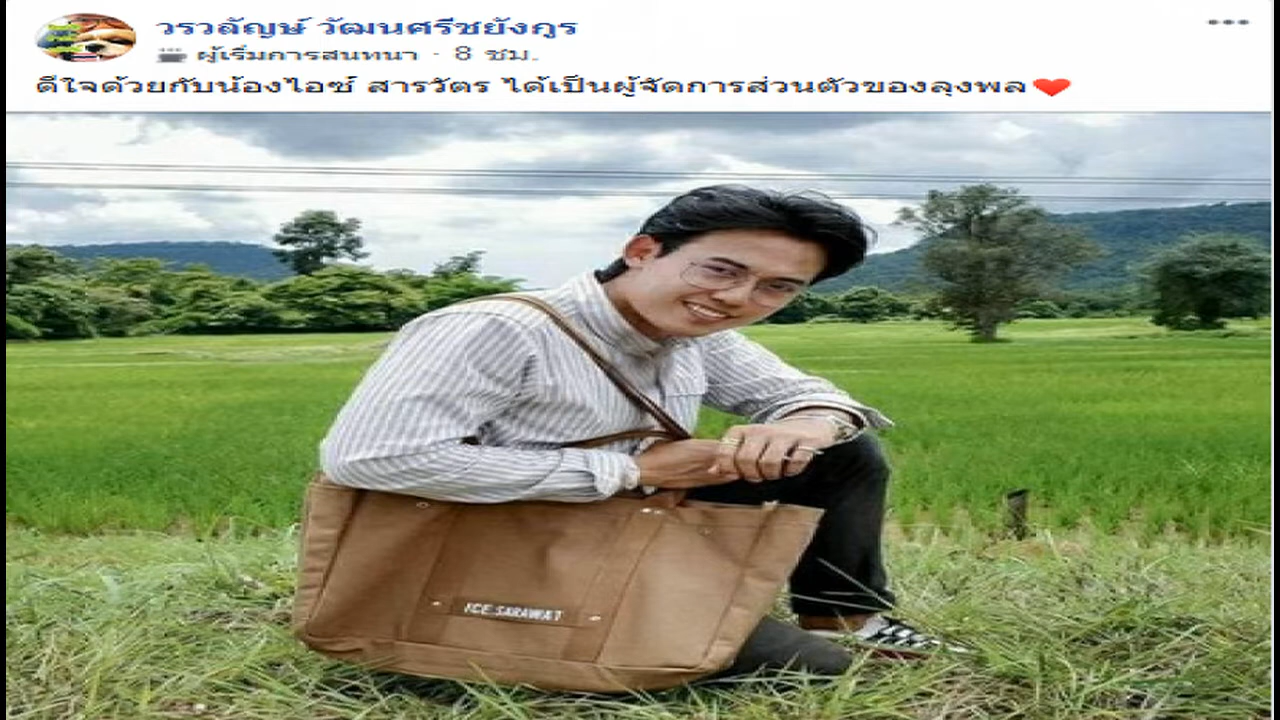 วรวลัญษ์ วัฒนศรีชยังกูร
ผู้เริ่มการสนทนา · 8 ชม.
ดีใจด้วยกับน้องไอซ์ สารวัตร ได้เป็นผู้จัดการส่วนตัวของลุงพล❤️
ICE SARAWAT